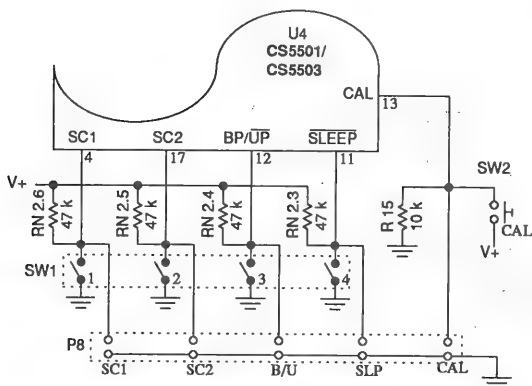 U4
CS5501/
CS5503
CAL
13
SC1
SC2
BP/UP
SLEEP
4
17
12
11
V+
RN 2.6
47 k
RN 2.5
47 k
RN 2.4
47 k
RN 2.3
47 k
R 15
10 k
SW2
CAL
V+
SW1
1
2
3
4
P8
SC1
SC2
B/U
SLP
CAL